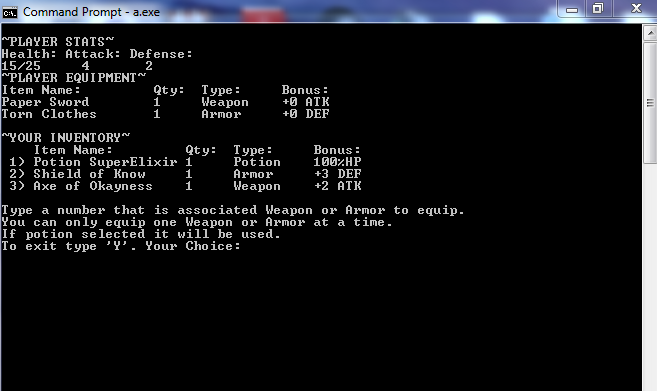 Command Prompt - a.exe
~PLAYER STATS~
Health: Attack: Defense:
15/25 4 2
~PLAYER EQUIPMENT~
Item Name: Qty: Type: Bonus:
Paper Sword 1 Weapon +0 ATK
Torn Clothes 1 Armor +0 DEF
~YOUR INVENTORY~
Item Name: Qty: Type: Bonus:
1) Potion SuperElixir 1 Potion 100%HP
2) Shield of Know 1 Armor +3 DEF
3) Axe of Okayness 1 Weapon +2 ATK
Type a number that is associated Weapon or Armor to equip.
You can only equip one Weapon or Armor at a time.
If potion selected it will be used.
To exit type 'Y'. Your Choice: